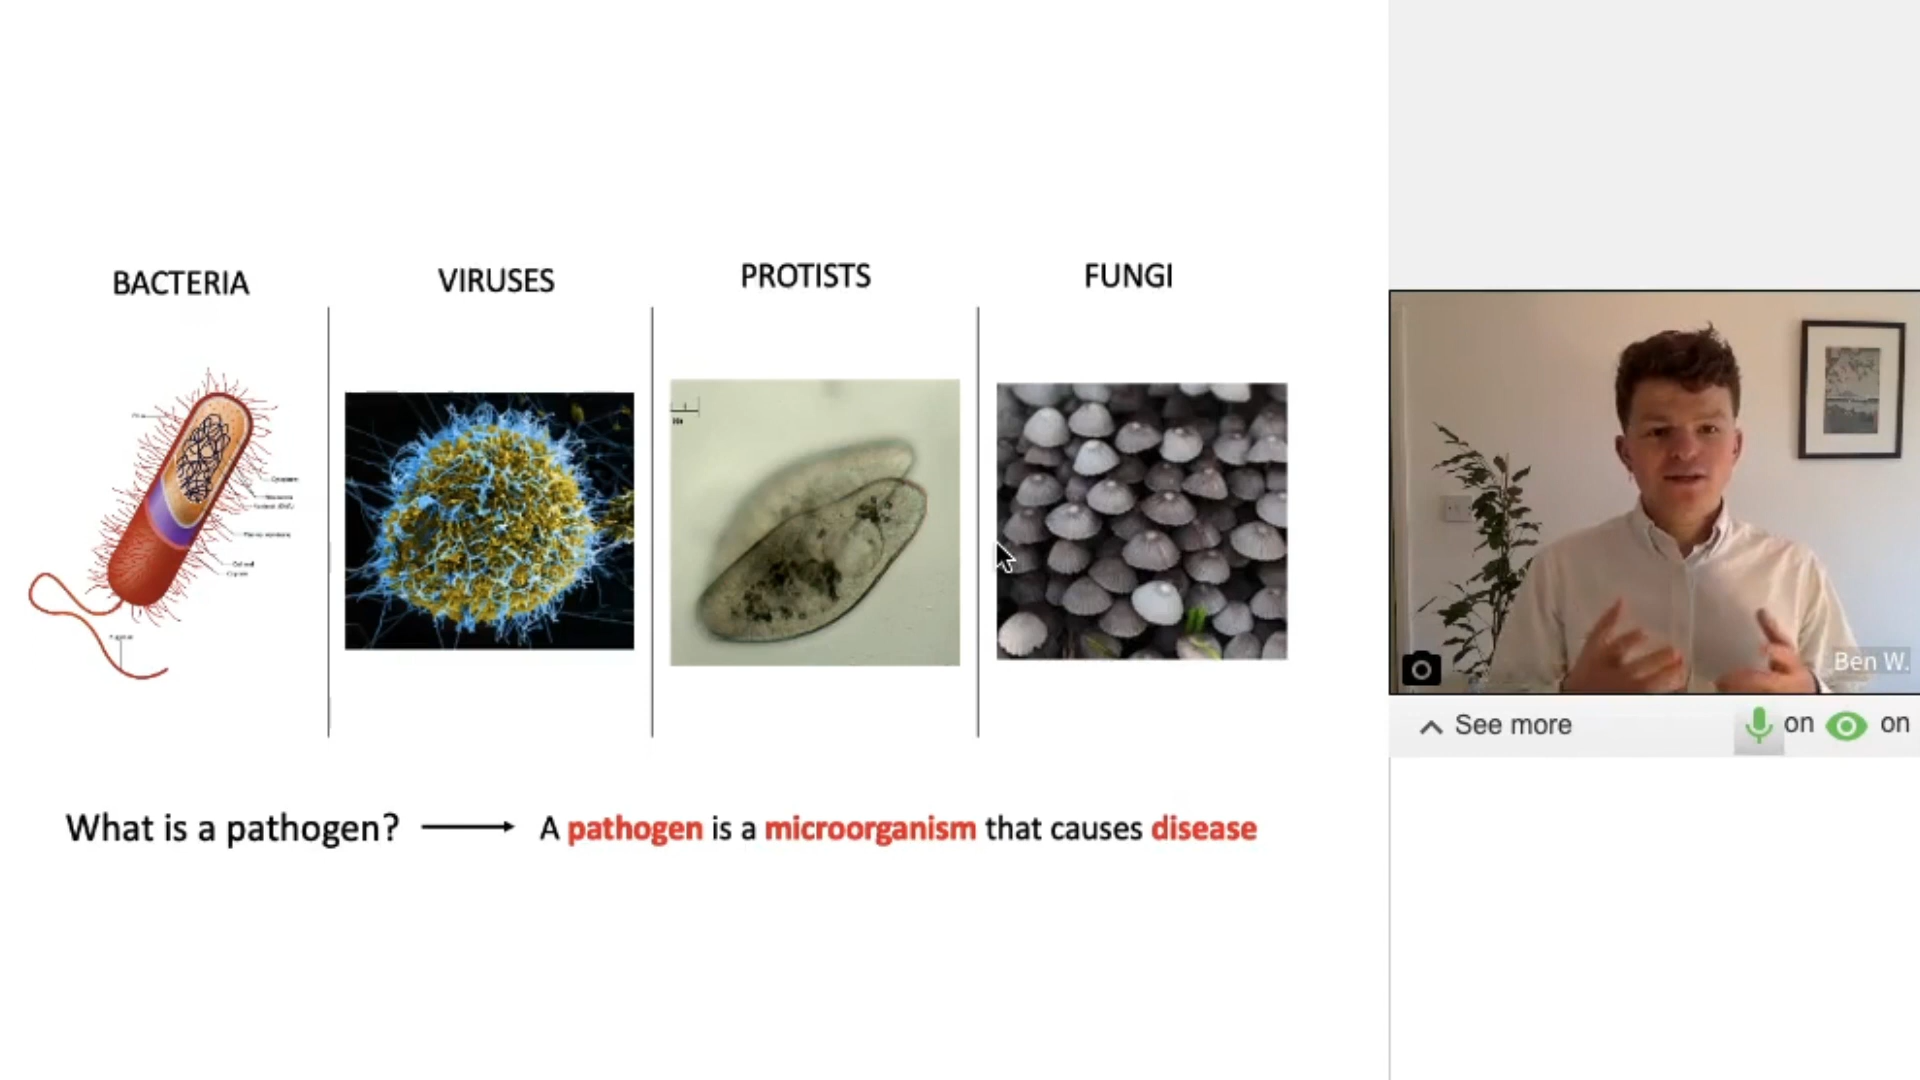 BACTERIA
VIRUSES
PROTISTS
FUNGI
What is a pathogen?
A pathogen is a microorganism that causes disease
Ben W.
See more
on
on